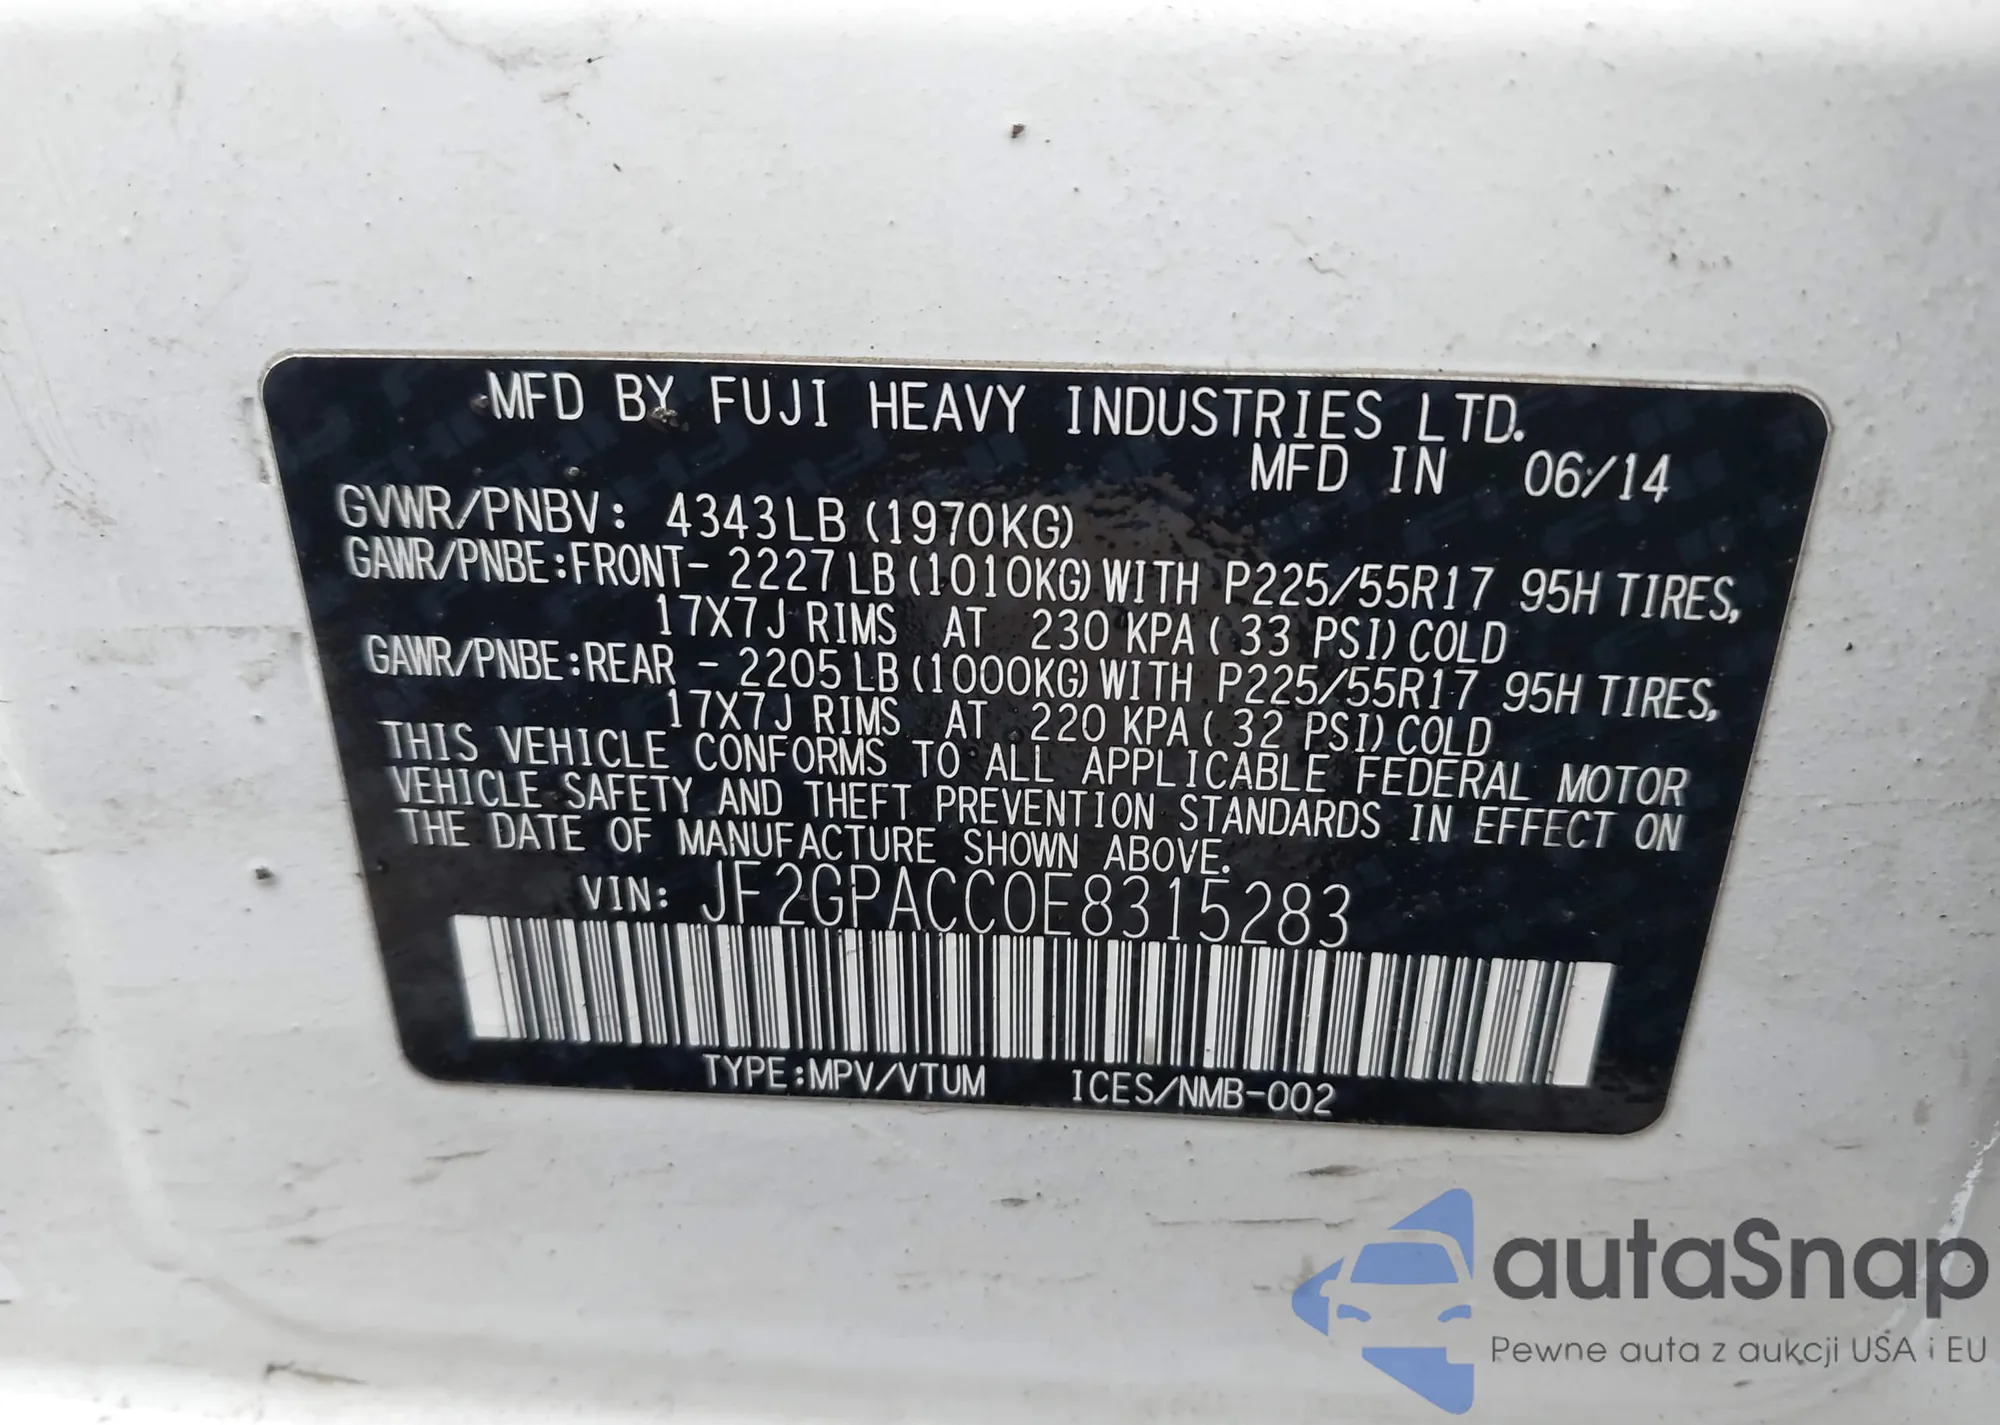 MFD BY FUJI HEAVY INDUSTRIES LTD.
MFD IN 06/14
GVWR/PNBV: 4343LB (1970KG)
GAWR/PNBE:FRONT- 2227 LB (1010KG) WITH P225/55R17 95H TIRES,
17X7J RIMS AT 230 KPA ( 33 PSI) COLD
GAWR/PNBE:REAR - 2205 LB (1000KG) WITH P225/55R17 95H TIRES,
17X7J RIMS AT 220 KPA ( 32 PSI) COLD
THIS VEHICLE CONFORMS TO ALL APPLICABLE FEDERAL MOTOR
VEHICLE SAFETY AND THEFT PREVENTION STANDARDS IN EFFECT ON
THE DATE OF MANUFACTURE SHOWN ABOVE.
VIN: JF2GPACC0E8315283
TYPE:MPV/VTUM ICES/NMB-002
autaSnap
Pewne auta z aukcji USA i EU